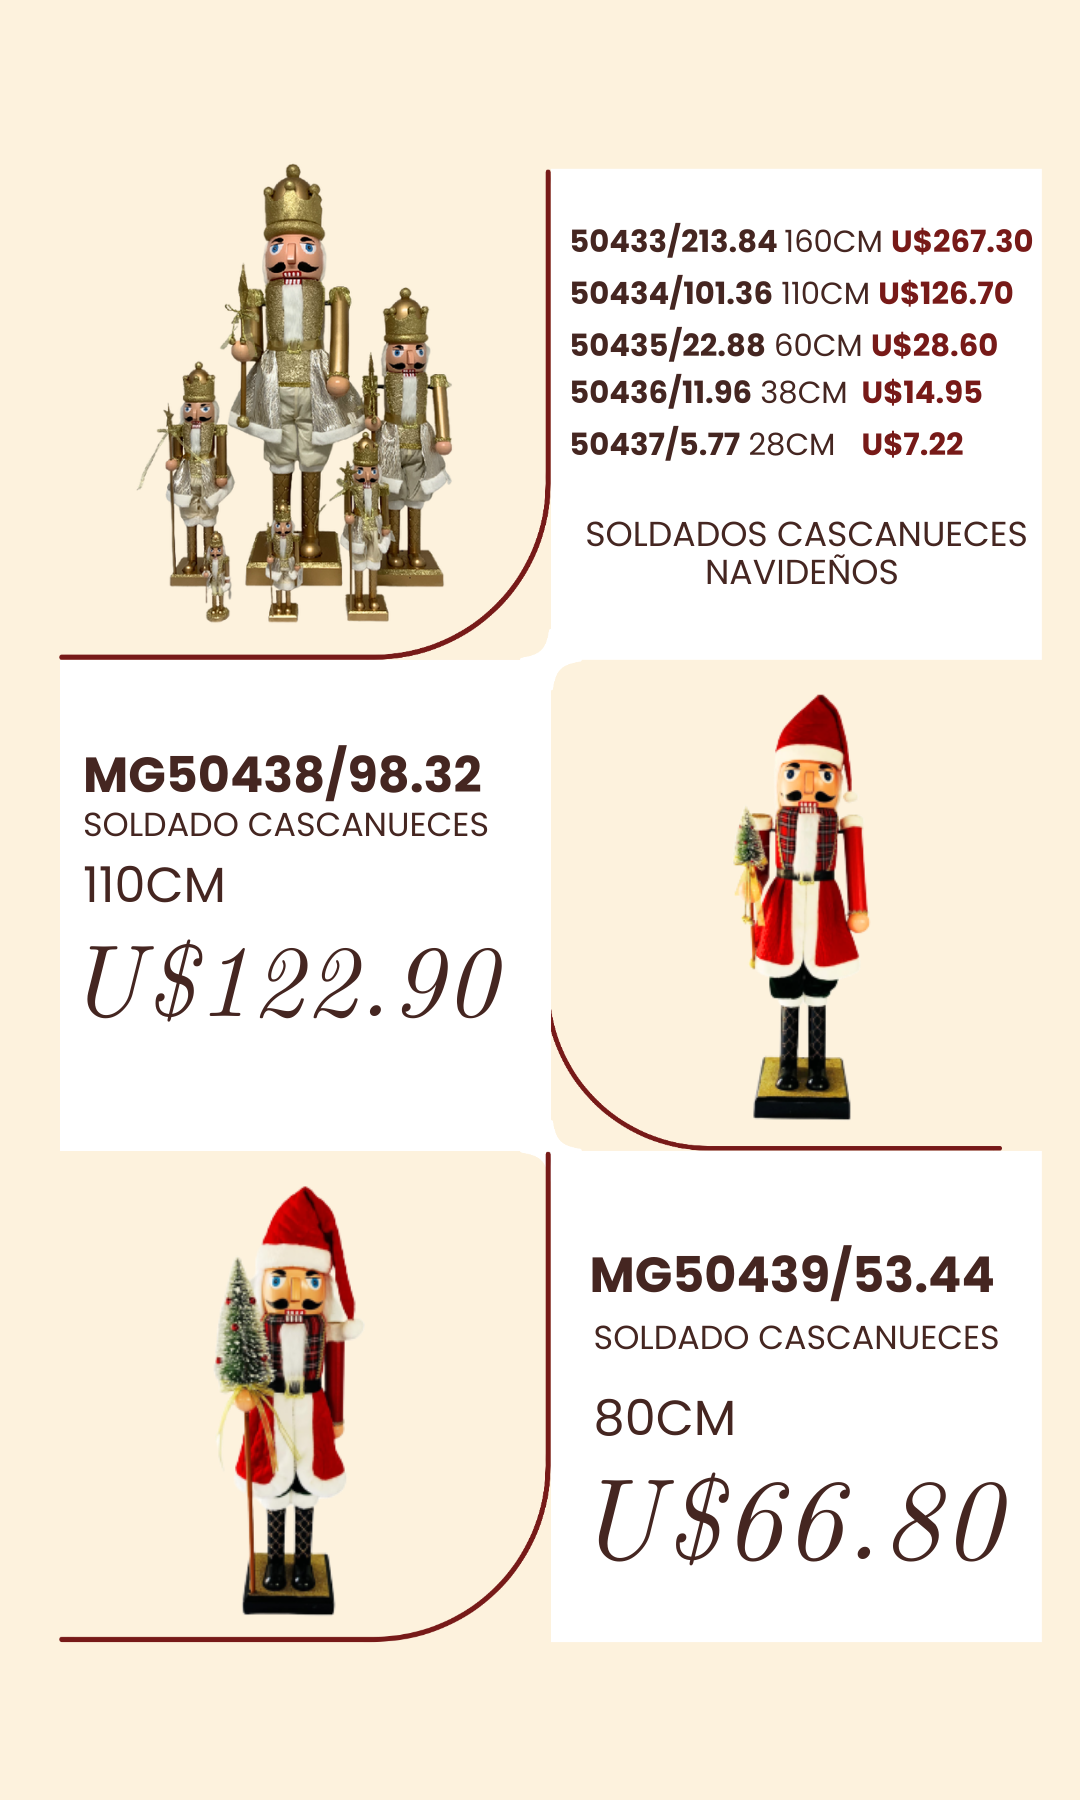 50433/213.84 160CM U$267.30
50434/101.36 110CM U$126.70
50435/22.88 60CM U$28.60
50436/11.96 38CM U$14.95
50437/5.77 28CM U$7.22
SOLDADOS CASCANUECES
NAVIDEÑOS
MG50438/98.32
SOLDADO CASCANUECES
110CM
U$122.90
MG50439/53.44
SOLDADO CASCANUECES
80CM
U$66.80